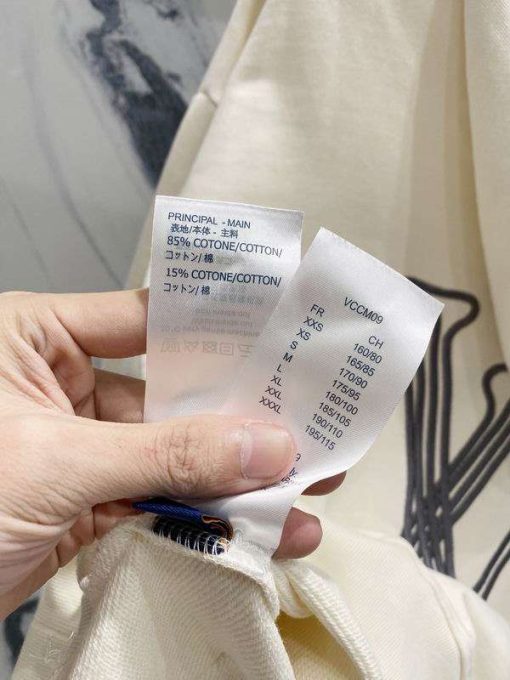 PRINCIPAL - MAIN
表地/本体 - 主料
85% COTONE/COTTON/
コットン/ 棉
15% COTONE/COTTON/
コットン/ 棉
VCCM09
FR CH
XXS 160/80
XS 165/85
S 170/90
M 175/95
L 180/100
XL 185/105
XXL 190/110
XXXL 195/115